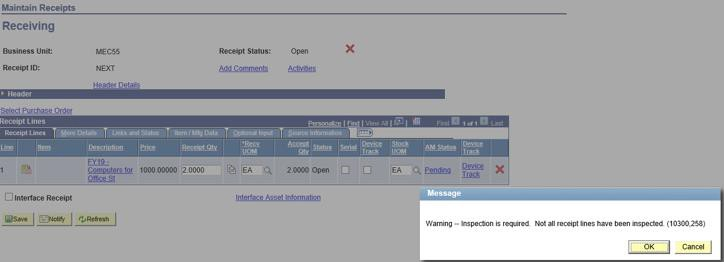 Maintain Receipts
Receiving
Business Unit: MEC55 Receipt Status: Open
Receipt ID: NEXT Add Comments Activities
Header Details
Header
Select Purchase Order
Receipt Lines Personalize | Find | View All | First 1 of 1 Last
Receipt Lines More Details Links and Status Item / Mfg Data Optional Input Source Information
Line Item Description Price Receipt Qty *Recv UOM Accept Qty Status Serial Device Track Stock UOM AM Status Device Track
1 FY19 - Computers for Office St 1000.00000 2.0000 EA 2.0000 Open EA Pending Device Track
Interface Receipt Interface Asset Information
Save Notify Refresh
Message
Warning -- Inspection is required. Not all receipt lines have been inspected. (10300,258)
OK Cancel